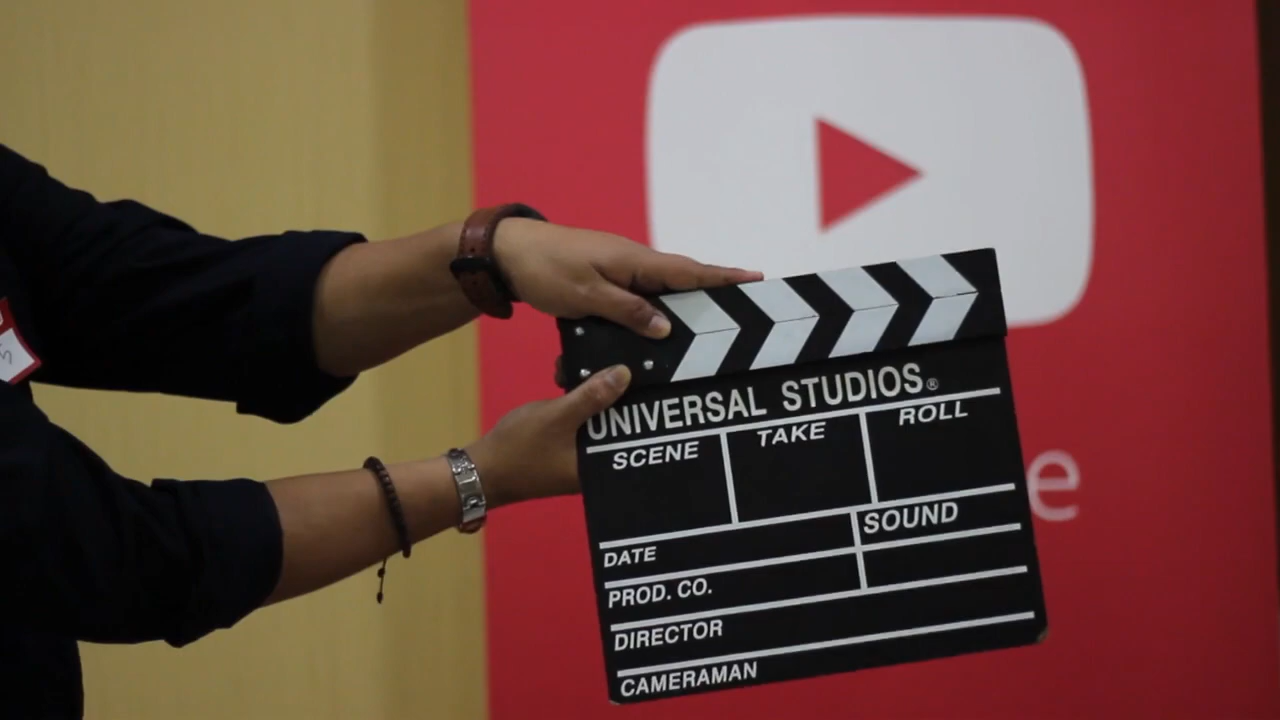 UNIVERSAL STUDIOS®
SCENE TAKE ROLL
SOUND
DATE
PROD. CO.
DIRECTOR
CAMERAMAN
e